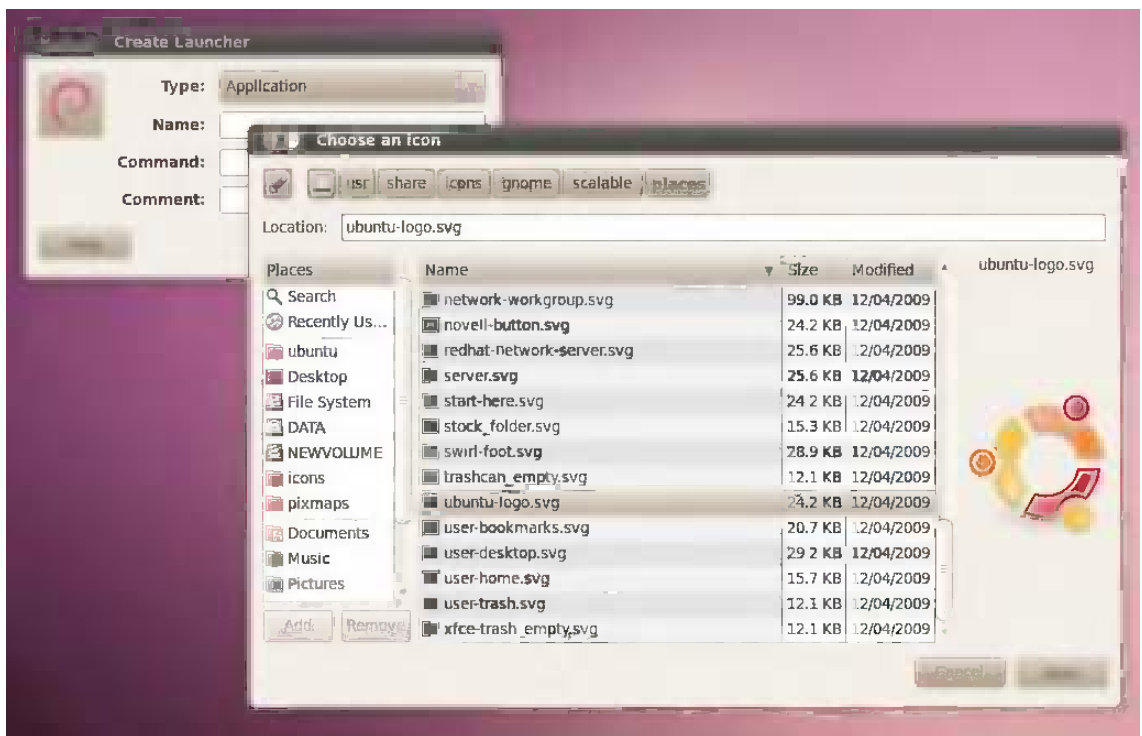 Create Launcher
Type: Application
Name:
Command:
Comment:
Choose an icon
usr share icons gnome scalable places
Location: ubuntu-logo.svg
Places Name Size Modified ubuntu-logo.svg
Search network-workgroup.svg 99.0 KB 12/04/2009
Recently Us... novell-button.svg 24.2 KB 12/04/2009
ubuntu redhat-network-server.svg 25.6 KB 12/04/2009
Desktop server.svg 25.6 KB 12/04/2009
File System start-here.svg 24.2 KB 12/04/2009
DATA stock_folder.svg 15.3 KB 12/04/2009
NEWVOLUME swirl-foot.svg 28.9 KB 12/04/2009
icons trashcan_empty.svg 12.1 KB 12/04/2009
pixmaps ubuntu-logo.svg 24.2 KB 12/04/2009
Documents user-bookmarks.svg 20.7 KB 12/04/2009
Music user-desktop.svg 29.2 KB 12/04/2009
Pictures user-home.svg 15.7 KB 12/04/2009
user-trash.svg 12.1 KB 12/04/2009
Add Remove xfce-trash_empty.svg 12.1 KB 12/04/2009
Cancel